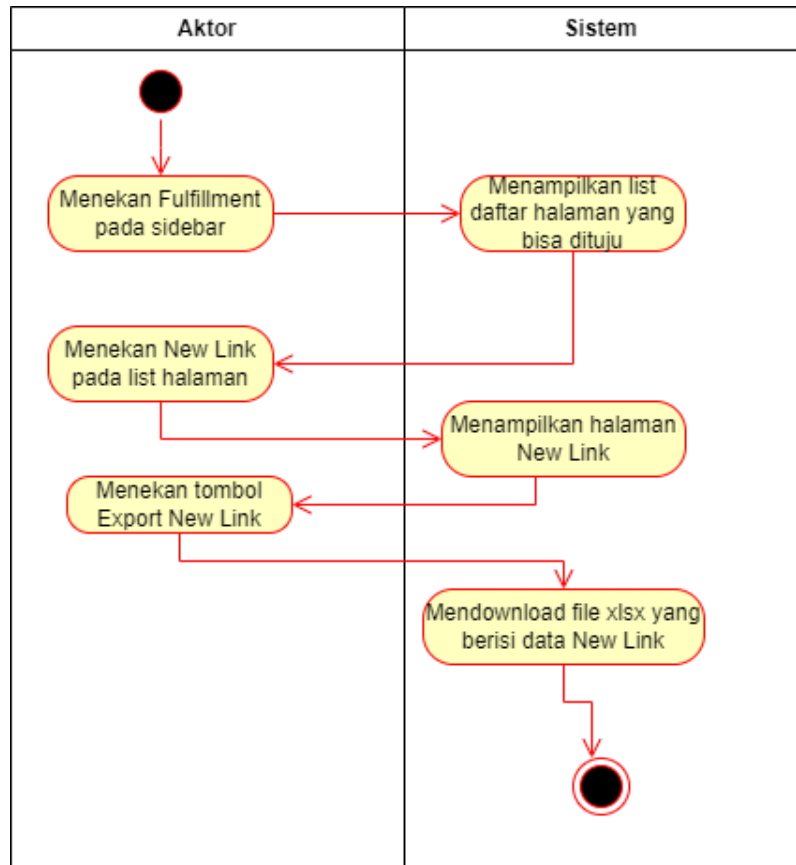 Aktor
Sistem
Menekan Fulfillment
pada sidebar
Menampilkan list
daftar halaman yang
bisa dituju
Menekan New Link
pada list halaman
Menampilkan halaman
New Link
Menekan tombol
Export New Link
Mendownload file xlsx yang
berisi data New Link